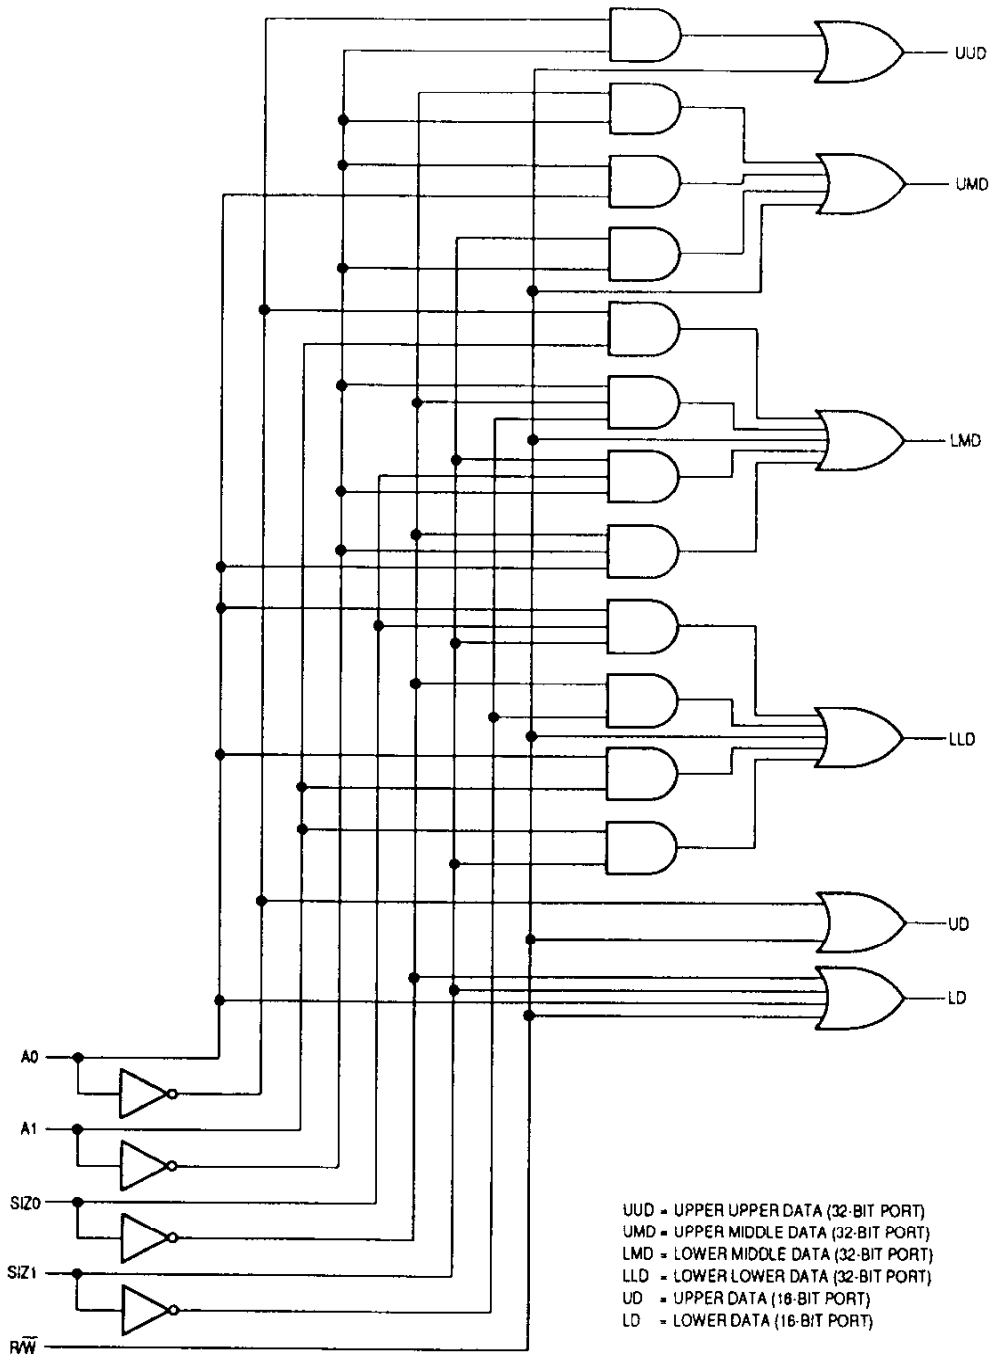 UUD
UMD
LMD
LLD
UD
LD
A0
A1
SIZ0
SIZ1
R/W̅
UUD = UPPER UPPER DATA (32-BIT PORT)
UMD = UPPER MIDDLE DATA (32-BIT PORT)
LMD = LOWER MIDDLE DATA (32-BIT PORT)
LLD = LOWER LOWER DATA (32-BIT PORT)
UD = UPPER DATA (16-BIT PORT)
LD = LOWER DATA (16-BIT PORT)